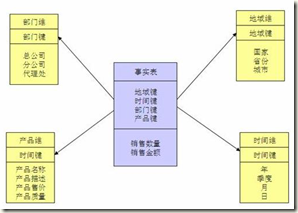 部门维
部门键
总公司
分公司
代理处
地域维
地域键
国家
省份
城市
事实表
地域键
时间键
部门键
产品键
销售数量
销售金额
产品维
时间键
产品名称
产品描述
产品售价
产品质量
时间维
时间键
年
季度
月
日